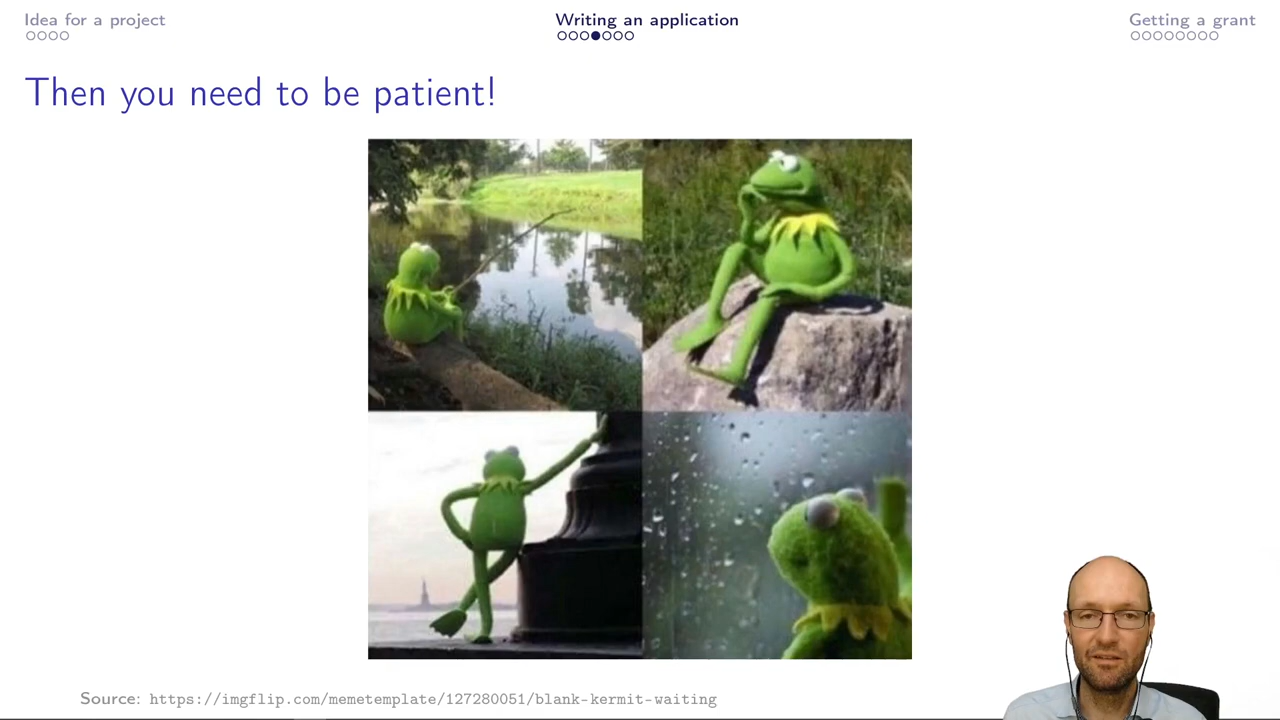 Idea for a project
Writing an application
Getting a grant
Then you need to be patient!
Source: https://imgflip.com/memetemplate/127280051/blank-kermit-waiting